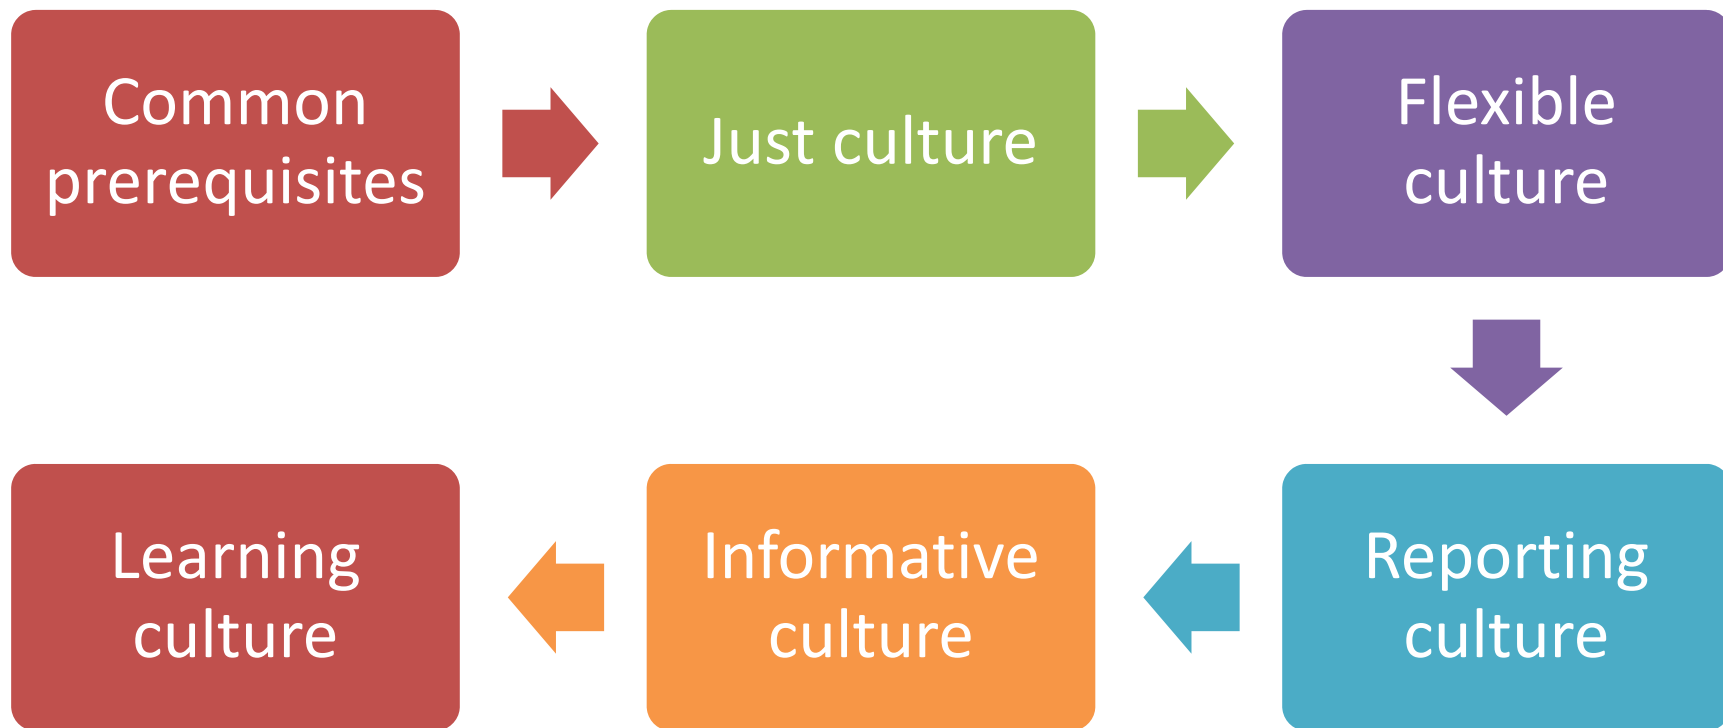 Common
prerequisites
Just culture
Flexible
culture
Reporting
culture
Informative
culture
Learning
culture